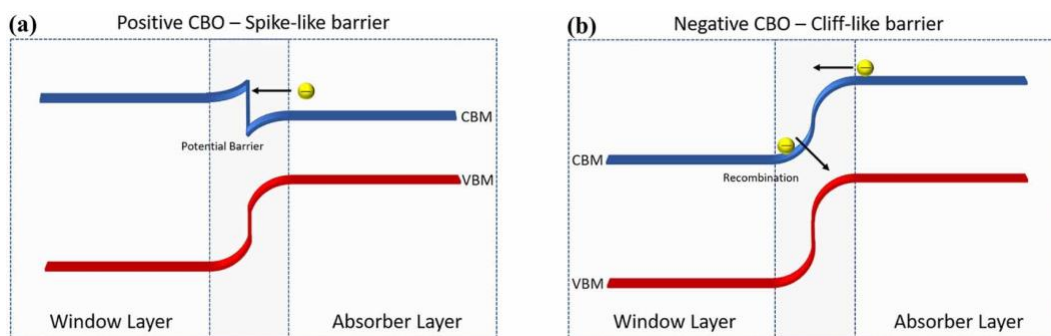 (a)
Positive CBO – Spike-like barrier
CBM
Potential Barrier
VBM
Window Layer
Absorber Layer
(b)
Negative CBO – Cliff-like barrier
CBM
Recombination
VBM
Window Layer
Absorber Layer